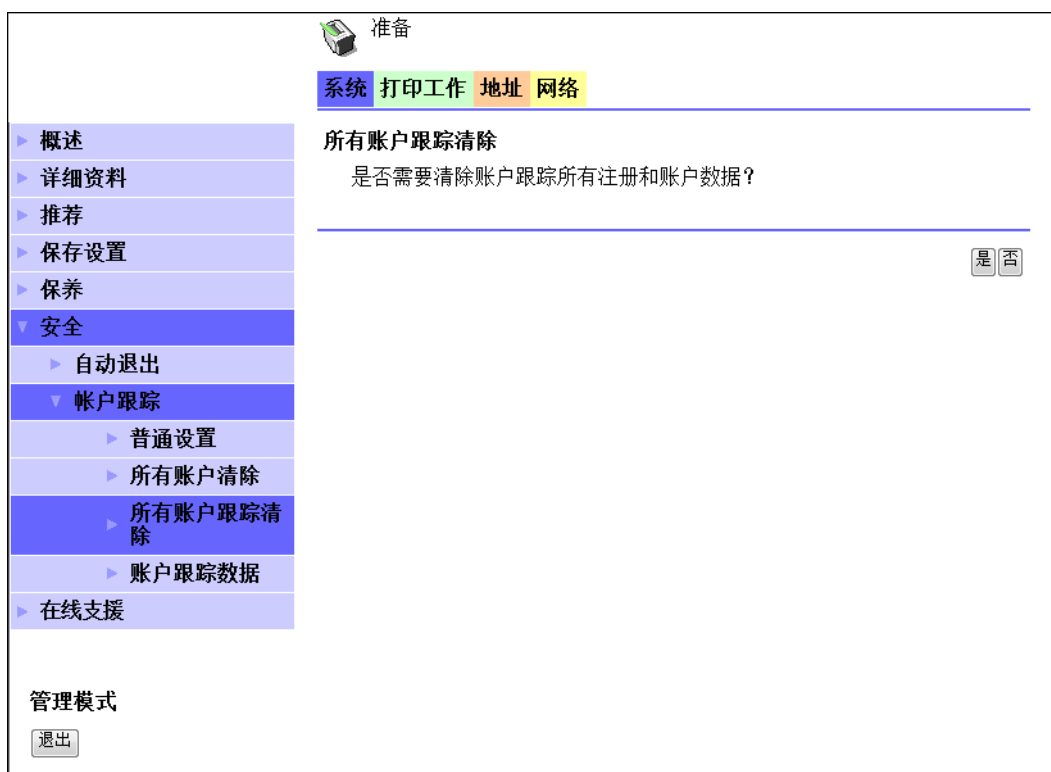 准备
系统 打印工作 地址 网络
概述
详细资料
推荐
保存设置
保养
安全
自动退出
帐户跟踪
普通设置
所有账户清除
所有账户跟踪清
除
账户跟踪数据
在线支援
管理模式
退出
所有账户跟踪清除
是否需要清除账户跟踪所有注册和账户数据？
是 否